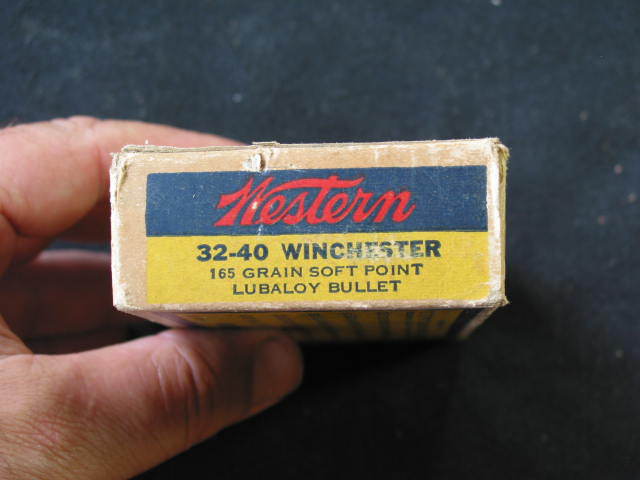 Western
32-40 WINCHESTER
165 GRAIN SOFT POINT
LUBALOY BULLET